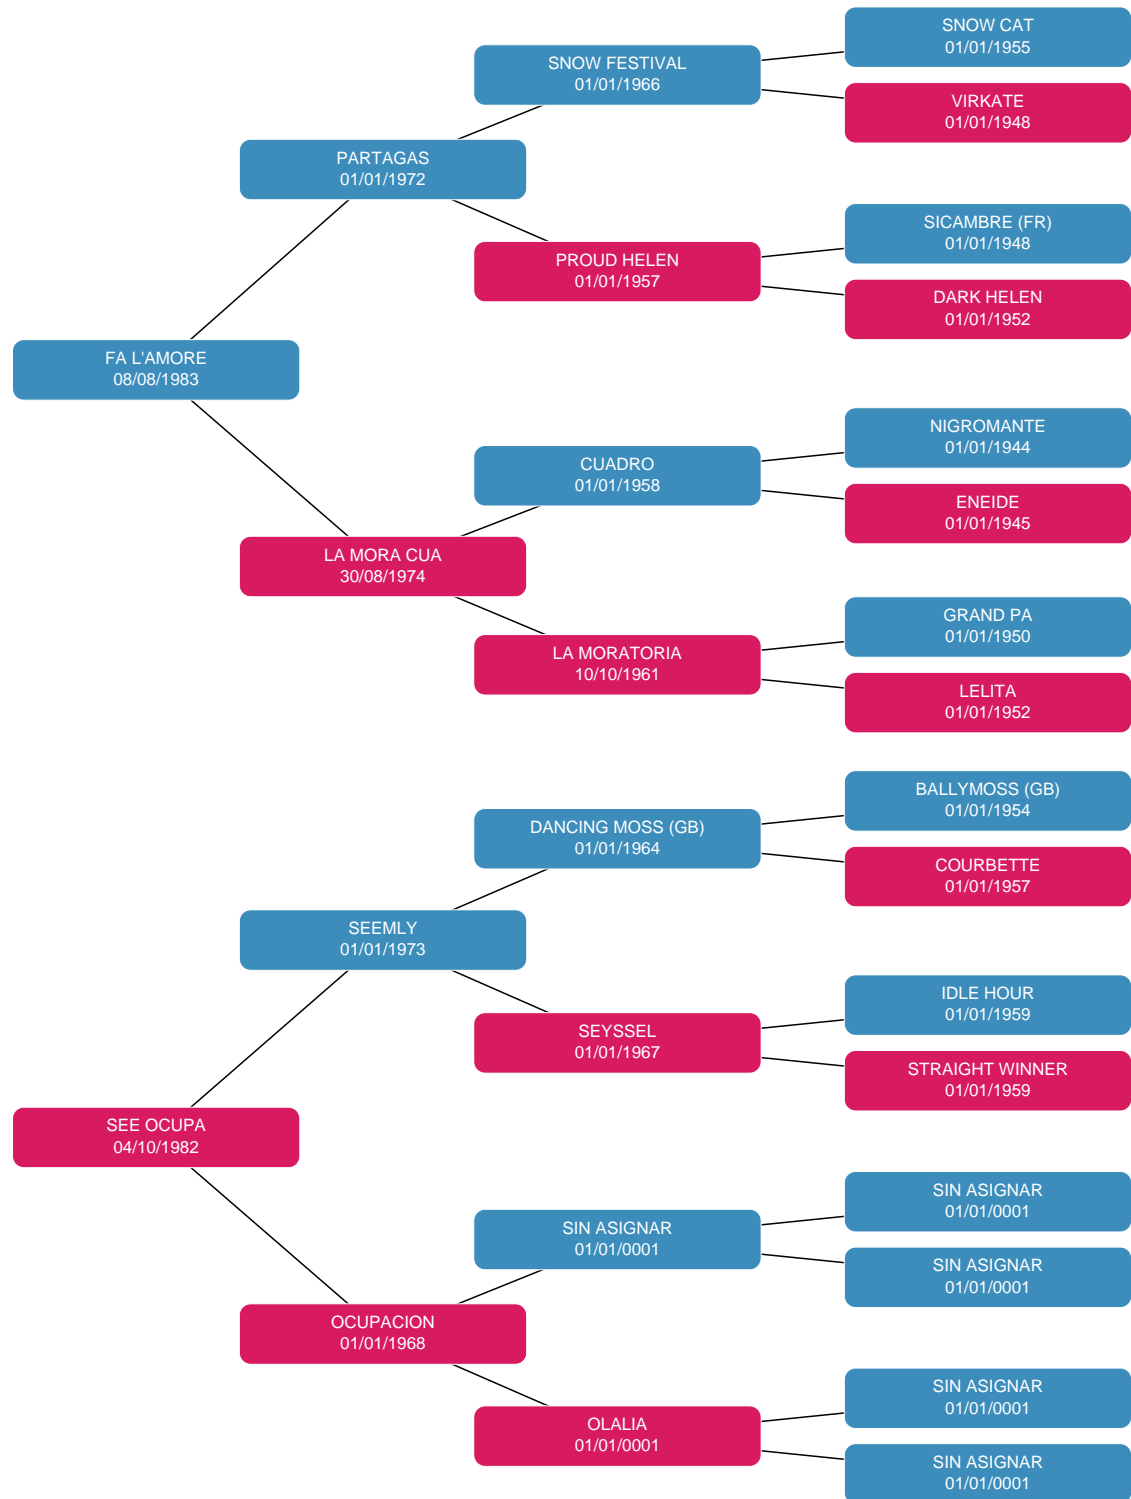 SNOW CAT
01/01/1955
SNOW FESTIVAL
01/01/1966
VIRKATE
01/01/1948
PARTAGAS
01/01/1972
SICAMBRE (FR)
01/01/1948
PROUD HELEN
01/01/1957
DARK HELEN
01/01/1952
FA L'AMORE
08/08/1983
NIGROMANTE
01/01/1944
CUADRO
01/01/1958
ENEIDE
01/01/1945
LA MORA CUA
30/08/1974
GRAND PA
01/01/1950
LA MORATORIA
10/10/1961
LELITA
01/01/1952
BALLYMOSS (GB)
01/01/1954
DANCING MOSS (GB)
01/01/1964
COURBETTE
01/01/1957
SEEMLY
01/01/1973
IDLE HOUR
01/01/1959
SEYSSEL
01/01/1967
STRAIGHT WINNER
01/01/1959
SEE OCUPA
04/10/1982
SIN ASIGNAR
01/01/0001
SIN ASIGNAR
01/01/0001
SIN ASIGNAR
01/01/0001
OCUPACION
01/01/1968
SIN ASIGNAR
01/01/0001
OLALIA
01/01/0001
SIN ASIGNAR
01/01/0001